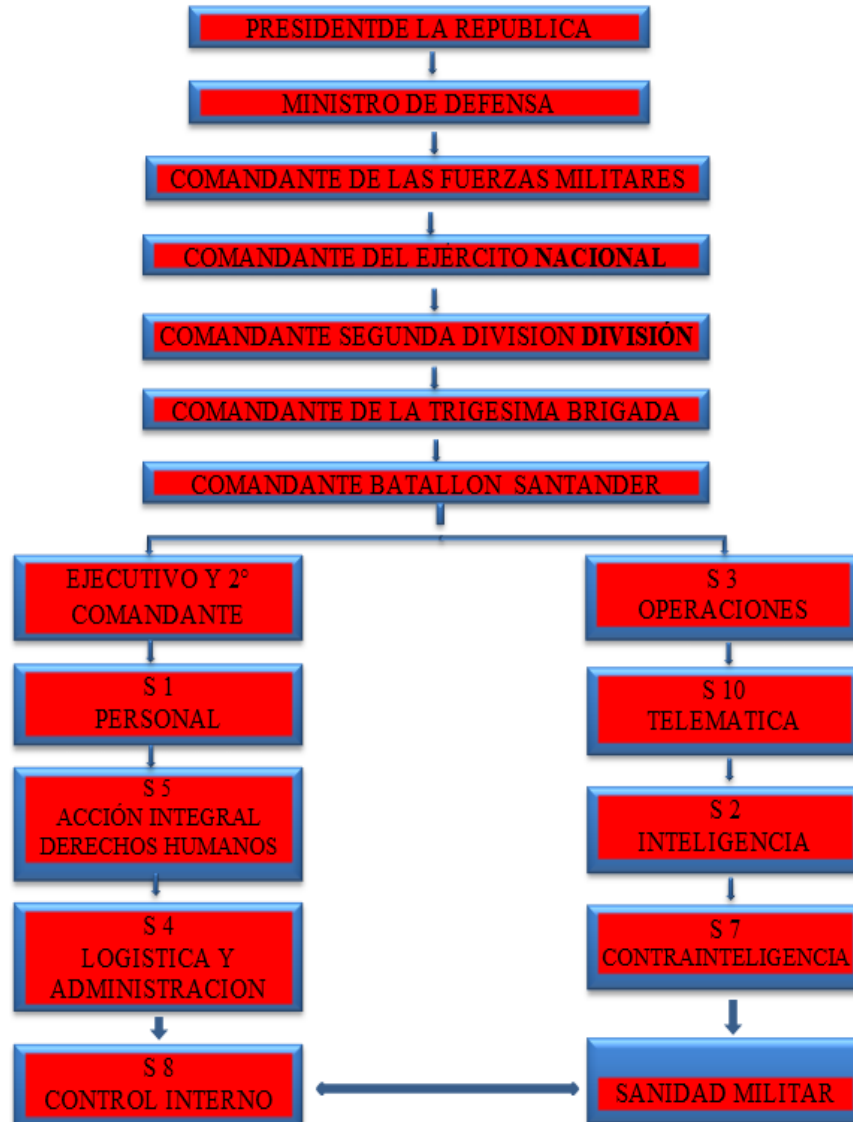 PRESIDENTDE LA REPUBLICA
MINISTRO DE DEFENSA
COMANDANTE DE LAS FUERZAS MILITARES
COMANDANTE DEL EJÉRCITO NACIONAL
COMANDANTE SEGUNDA DIVISION DIVISIÓN
COMANDANTE DE LA TRIGESIMA BRIGADA
COMANDANTE BATALLON SANTANDER
EJECUTIVO Y 2°
COMANDANTE
S 1
PERSONAL
S 5
ACCIÓN INTEGRAL
DERECHOS HUMANOS
S 4
LOGISTICA Y
ADMINISTRACION
S 8
CONTROL INTERNO
S 3
OPERACIONES
S 10
TELEMATICA
S 2
INTELIGENCIA
S 7
CONTRAINTELIGENCIA
SANIDAD MILITAR